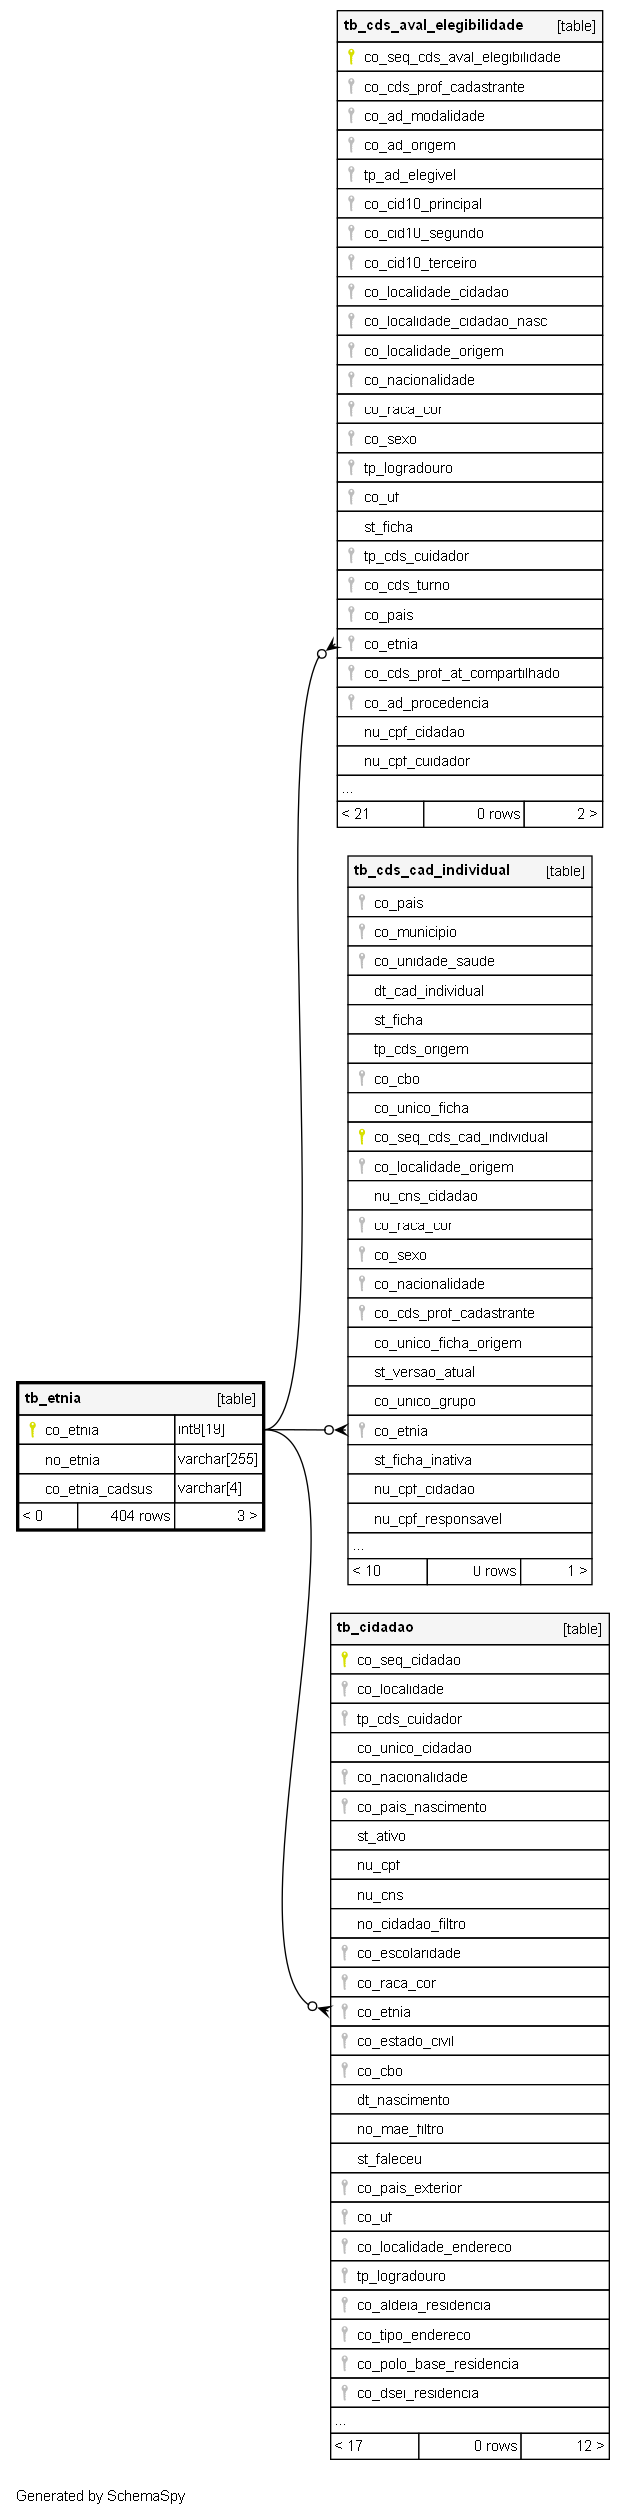 tb_cds_aval_elegibilidade [table]
co_seq_cds_aval_elegibilidade
co_cds_prof_cadastrante
co_ad_modalidade
co_ad_origem
tp_ad_elegivel
co_cid10_principal
co_cid10_segundo
co_cid10_terceiro
co_localidade_cidadao
co_localidade_cidadao_nasc
co_localidade_origem
co_nacionalidade
co_raca_cor
co_sexo
tp_logradouro
co_uf
st_ficha
tp_cds_cuidador
co_cds_turno
co_pais
co_etnia
co_cds_prof_at_compartilhado
co_ad_procedencia
nu_cpf_cidadao
nu_cpf_cuidador
...
< 21 0 rows 2 >
tb_cds_cad_individual [table]
co_pais
co_municipio
co_unidade_saude
dt_cad_individual
st_ficha
tp_cds_origem
co_cbo
co_unico_ficha
co_seq_cds_cad_individual
co_localidade_origem
nu_cns_cidadao
co_raca_cor
co_sexo
co_nacionalidade
co_cds_prof_cadastrante
co_unico_ficha_origem
st_versao_atual
co_unico_grupo
co_etnia
st_ficha_inativa
nu_cpf_cidadao
nu_cpf_responsavel
...
< 10 0 rows 1 >
tb_etnia [table]
co_etnia int8[19]
no_etnia varchar[255]
co_etnia_cadsus varchar[4]
< 0 404 rows 3 >
tb_cidadao [table]
co_seq_cidadao
co_localidade
tp_cds_cuidador
co_unico_cidadao
co_nacionalidade
co_pais_nascimento
st_ativo
nu_cpf
nu_cns
no_cidadao_filtro
co_escolaridade
co_raca_cor
co_etnia
co_estado_civil
co_cbo
dt_nascimento
no_mae_filtro
st_faleceu
co_pais_exterior
co_uf
co_localidade_endereco
tp_logradouro
co_aldeia_residencia
co_tipo_endereco
co_polo_base_residencia
co_dsei_residencia
...
< 17 0 rows 12 >
Generated by SchemaSpy